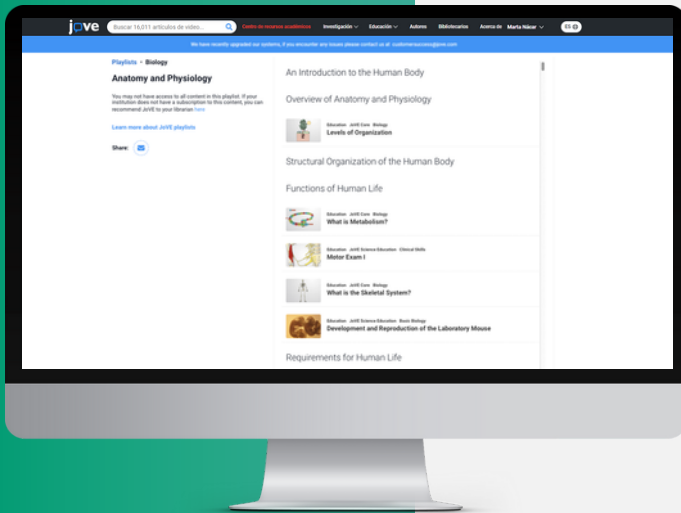 jove
Buscar 16,011 artículos de vídeo...
Centro de recursos académicos
Investigación
Educación
Autores
Bibliotecarios
Acerca de
Marta Núcer
ES
We have recently upgraded our systems, if you encounter any issues please contact us at customersuccess@jove.com
Playlists • Biology
Anatomy and Physiology
You may not have access to all content in this playlist. If your
institution does not have a subscription to this content, you can
recommend JoVE to your librarian here
Learn more about JoVE playlists
Share:
An Introduction to the Human Body
Overview of Anatomy and Physiology
Education JoVE Core Biology
Levels of Organization
Structural Organization of the Human Body
Functions of Human Life
Education JoVE Core Biology
What is Metabolism?
Education JoVE Science Education Clinical Skills
Motor Exam I
Education JoVE Core Biology
What is the Skeletal System?
Education JoVE Science Education Basic Biology
Development and Reproduction of the Laboratory Mouse
Requirements for Human Life